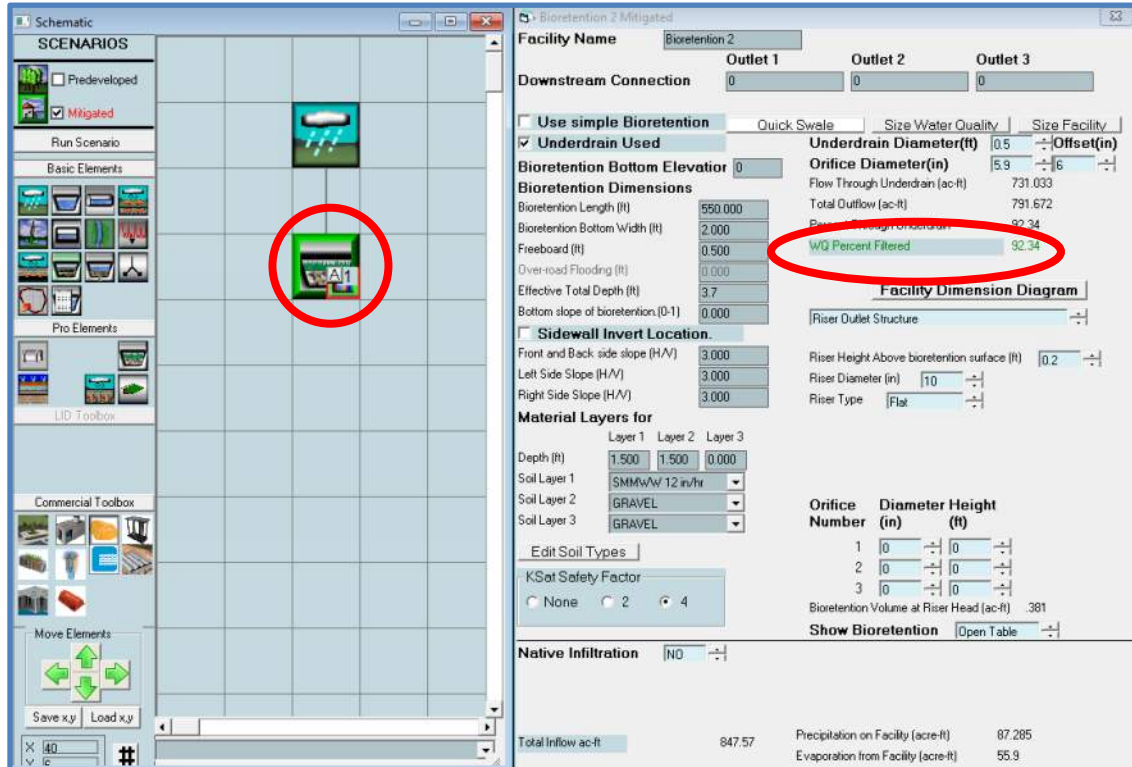 Schematic
SCENARIOS
Predeveloped
Mitigated
Run Scenario
Basic Elements
Pro Elements
LID Toolbox
Commercial Toolbox
Move Elements
Save x,y Load x,y
X 40
Y 6
#
A 1
Bioretention 2 Mitigated
Facility Name Bioretention 2
Outlet 1 Outlet 2 Outlet 3
Downstream Connection 0 0 0
Use simple Bioretention Quick Swale Size Water Quality Size Facility
Underdrain Used Underdrain Diameter(ft) 0.5 Offset(in)
Bioretention Bottom Elevation 0 Orifice Diameter(in) 5.9 6
Bioretention Dimensions Flow Through Underdrain (ac-ft) 731.033
Bioretention Length (ft) 550.000 Total Outflow (ac-ft) 791.672
Bioretention Bottom Width (ft) 2.000 Percent Through Underdrain 92.34
Freeboard (ft) 0.500 WQ Percent Filtered 92.34
Over-road Flooding (ft) 0.000
Effective Total Depth (ft) 3.7 Facility Dimension Diagram
Bottom slope of bioretention.(0-1) 0.000 Riser Outlet Structure
Sidewall Invert Location.
Front and Back side slope (H/V) 3.000 Riser Height Above bioretention surface (ft) 0.2
Left Side Slope (H/V) 3.000 Riser Diameter (in) 10
Right Side Slope (H/V) 3.000 Riser Type Flat
Material Layers for
Layer 1 Layer 2 Layer 3
Depth (ft) 1.500 1.500 0.000
Soil Layer 1 SMMWW 12 in/hr
Soil Layer 2 GRAVEL
Soil Layer 3 GRAVEL
Edit Soil Types
KSat Safety Factor
None 2 4
Orifice Diameter Height
Number (in) (ft)
1 0 0
2 0 0
3 0 0
Bioretention Volume at Riser Head (ac-ft) .381
Show Bioretention Open Table
Native Infiltration NO
Total Inflow ac-ft 847.57
Precipitation on Facility (acre-ft) 87.285
Evaporation from Facility (acre-ft) 55.9